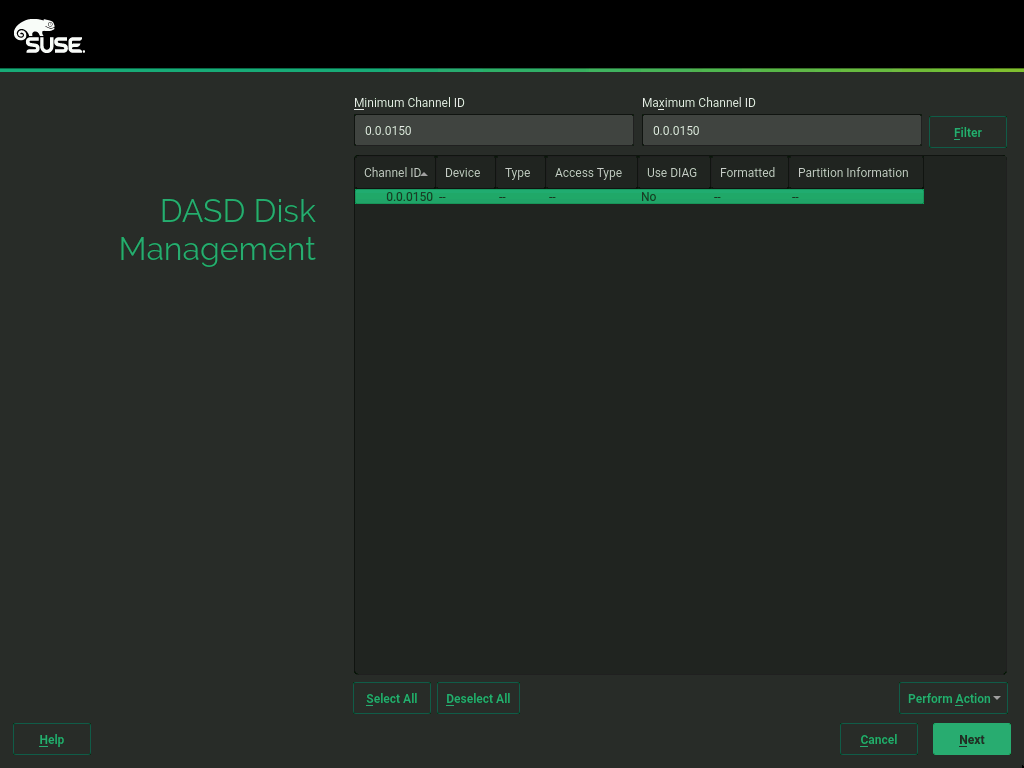 SUSE.
Minimum Channel ID Maximum Channel ID
0.0.0150 0.0.0150 Filter
Channel ID Device Type Access Type Use DIAG Formatted Partition Information
0.0.0150 -- -- -- No -- --
DASD Disk
Management
Select All Deselect All Perform Action
Help Cancel Next